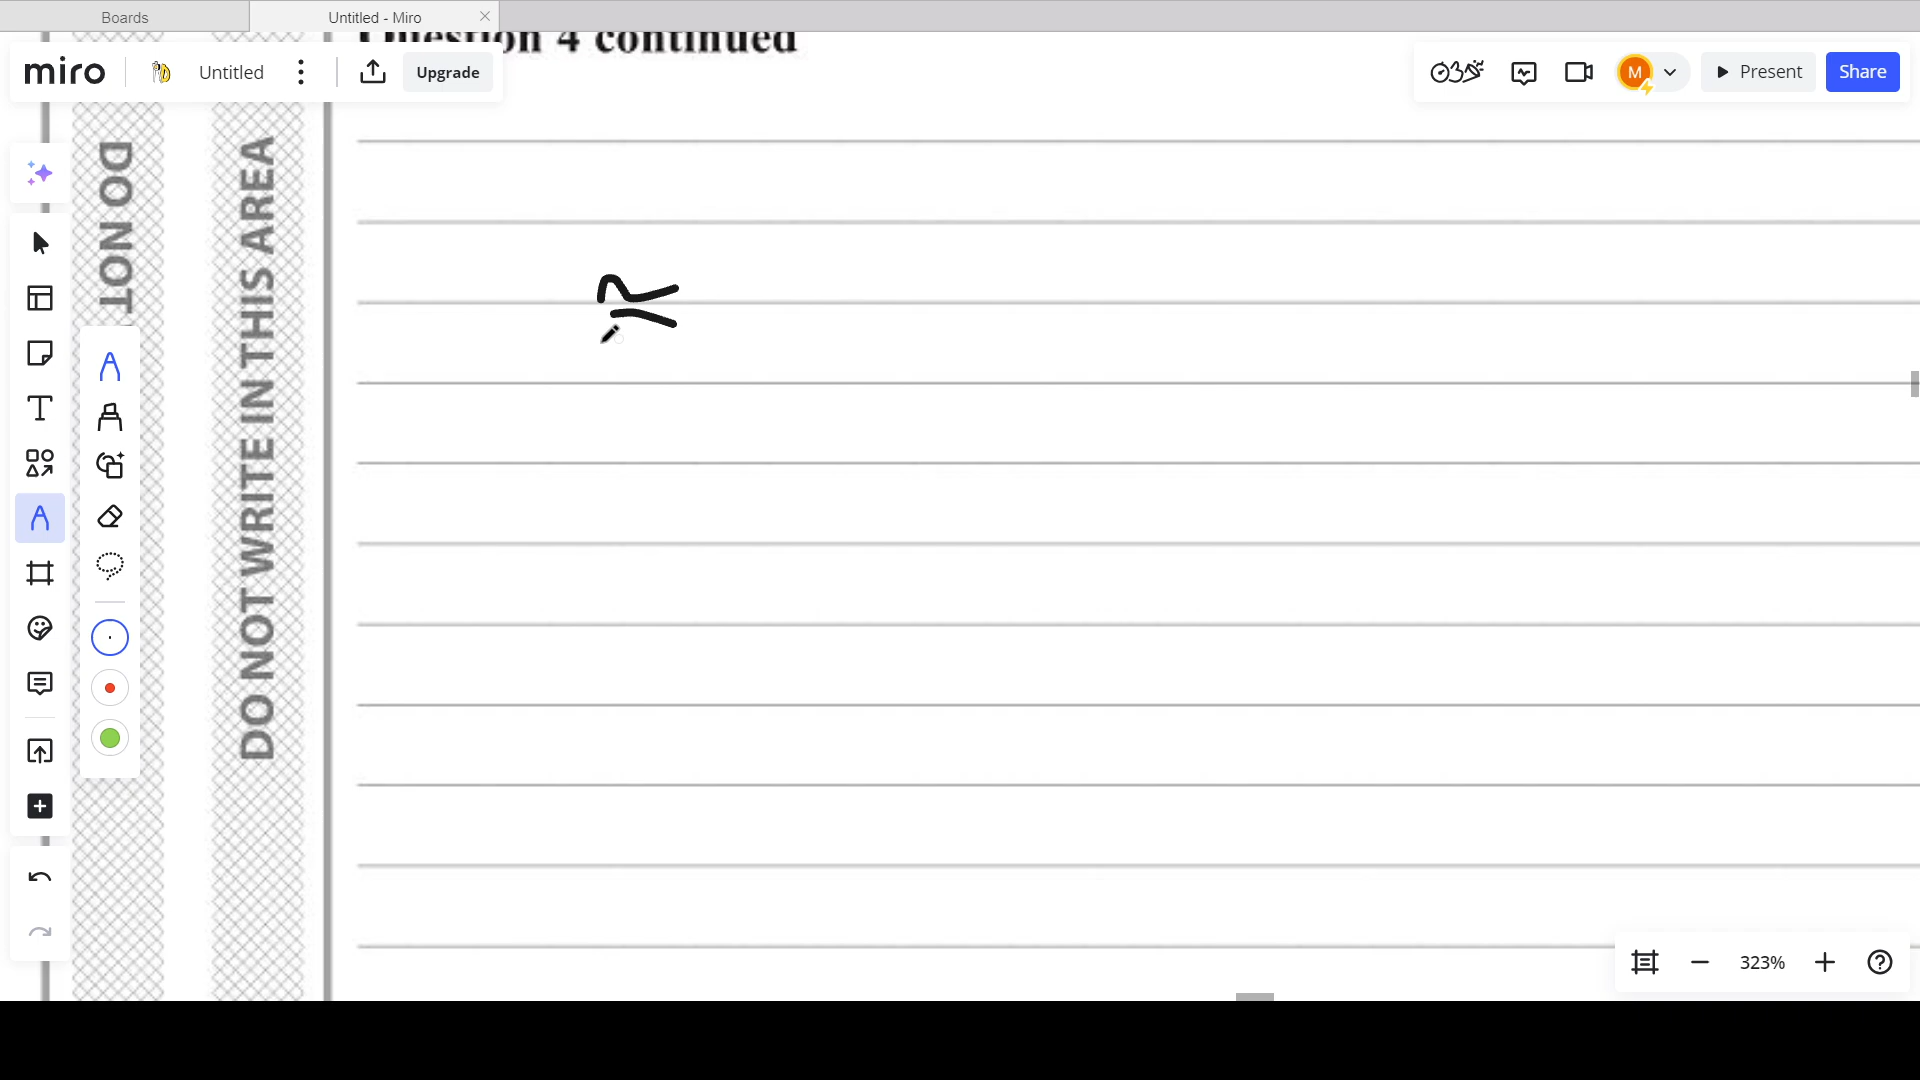 Boards
Untitled - Miro
Question 4 continued
miro
Untitled
Upgrade
M
Present
Share
DO NOT
DO NOT WRITE IN THIS AREA
≈
323%